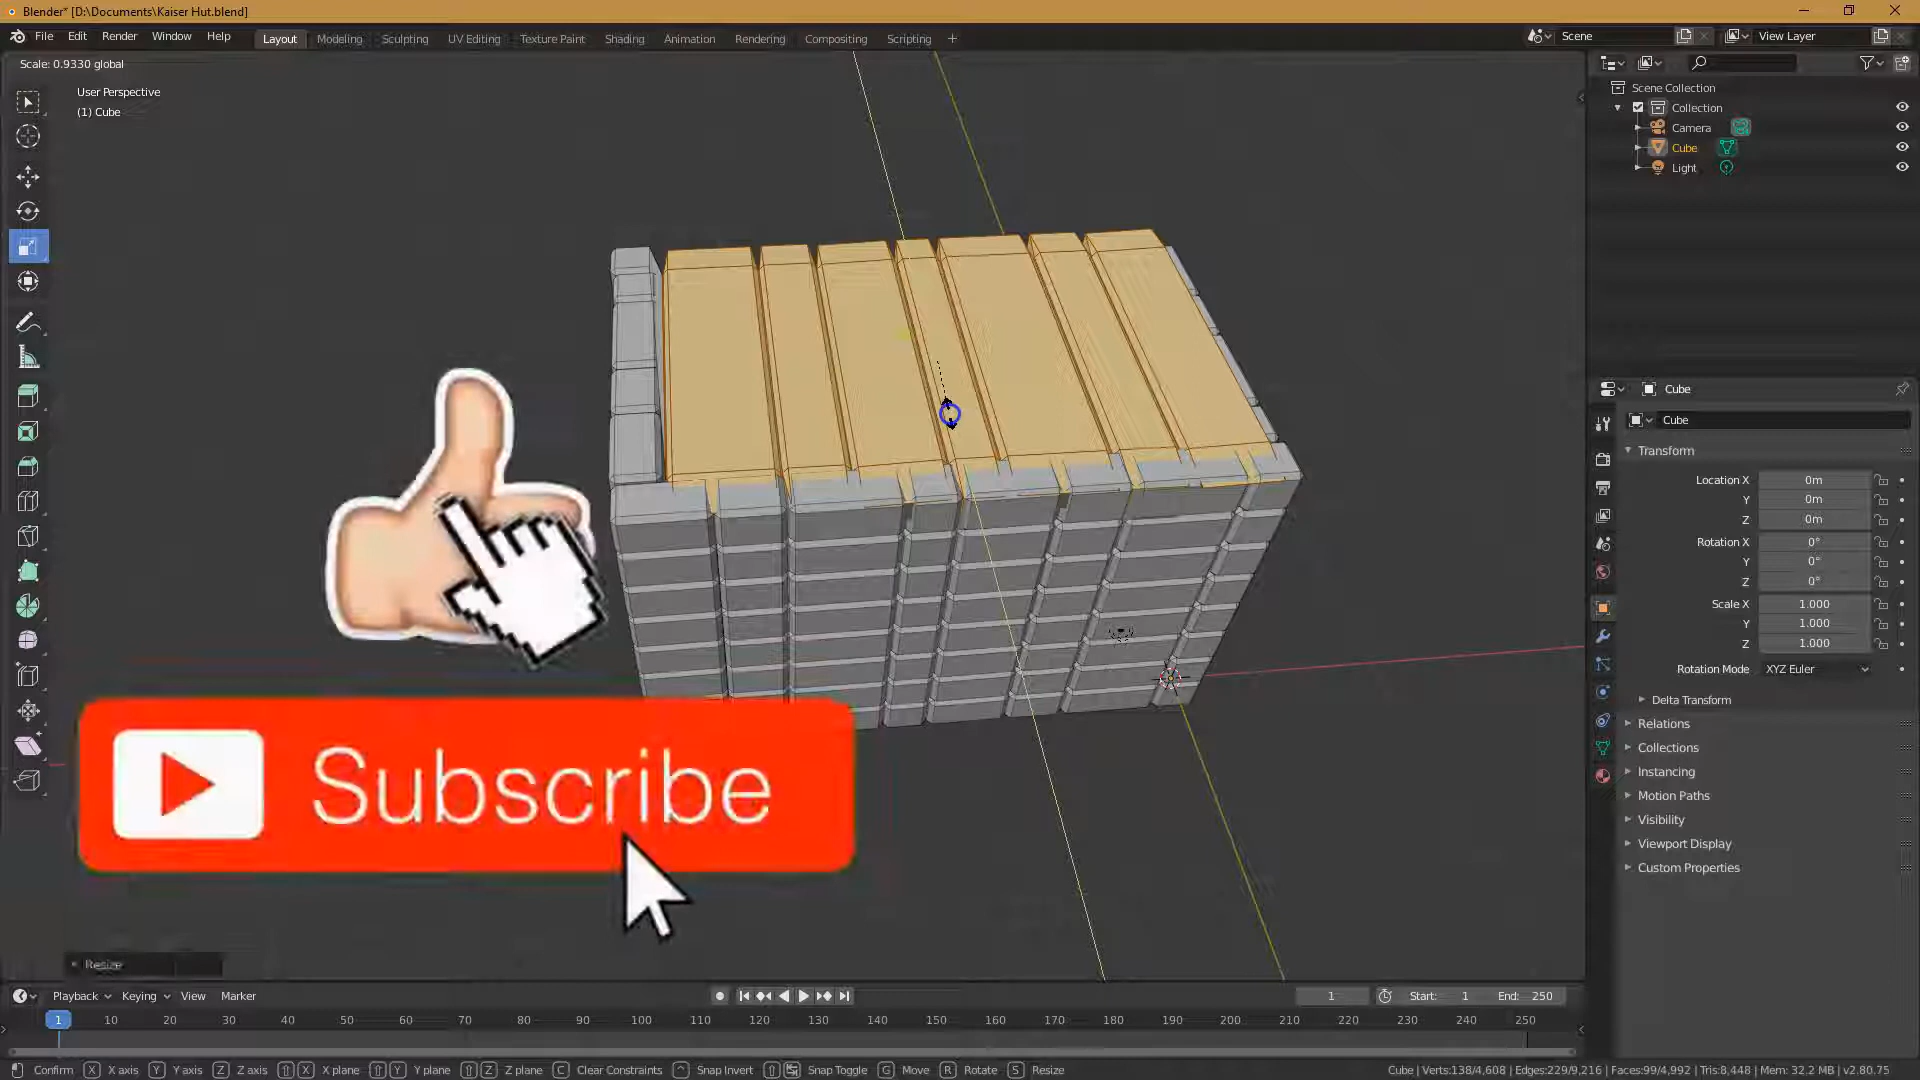 Blender* [D:\Documents\Kaiser Hut.blend]
File Edit Render Window Help Layout Modeling Sculpting UV Editing Texture Paint Shading Animation Rendering Compositing Scripting + Scene View Layer
Scale: 0.9330 global
User Perspective
(1) Cube
Scene Collection
Collection
Camera
Cube
Light
Cube
Cube
Transform
Location X 0m
Y 0m
Z 0m
Rotation X 0°
Y 0°
Z 0°
Scale X 1.000
Y 1.000
Z 1.000
Rotation Mode XYZ Euler
Delta Transform
Relations
Collections
Instancing
Motion Paths
Visibility
Viewport Display
Custom Properties
Subscribe
Resize
Playback Keying View Marker 1 Start: 1 End: 250
1 10 20 30 40 50 60 70 80 90 100 110 120 130 140 150 160 170 180 190 200 210 220 230 240 250
Confirm X X axis Y Y axis Z Z axis X X plane Y Y plane Z Z plane C Clear Constraints Snap Invert Snap Toggle G Move R Rotate S Resize Cube | Verts:138/4,608 | Edges:229/9,216 | Faces:99/4,992 | Tris:8,448 | Mem: 32.2 MB | v2.80.75